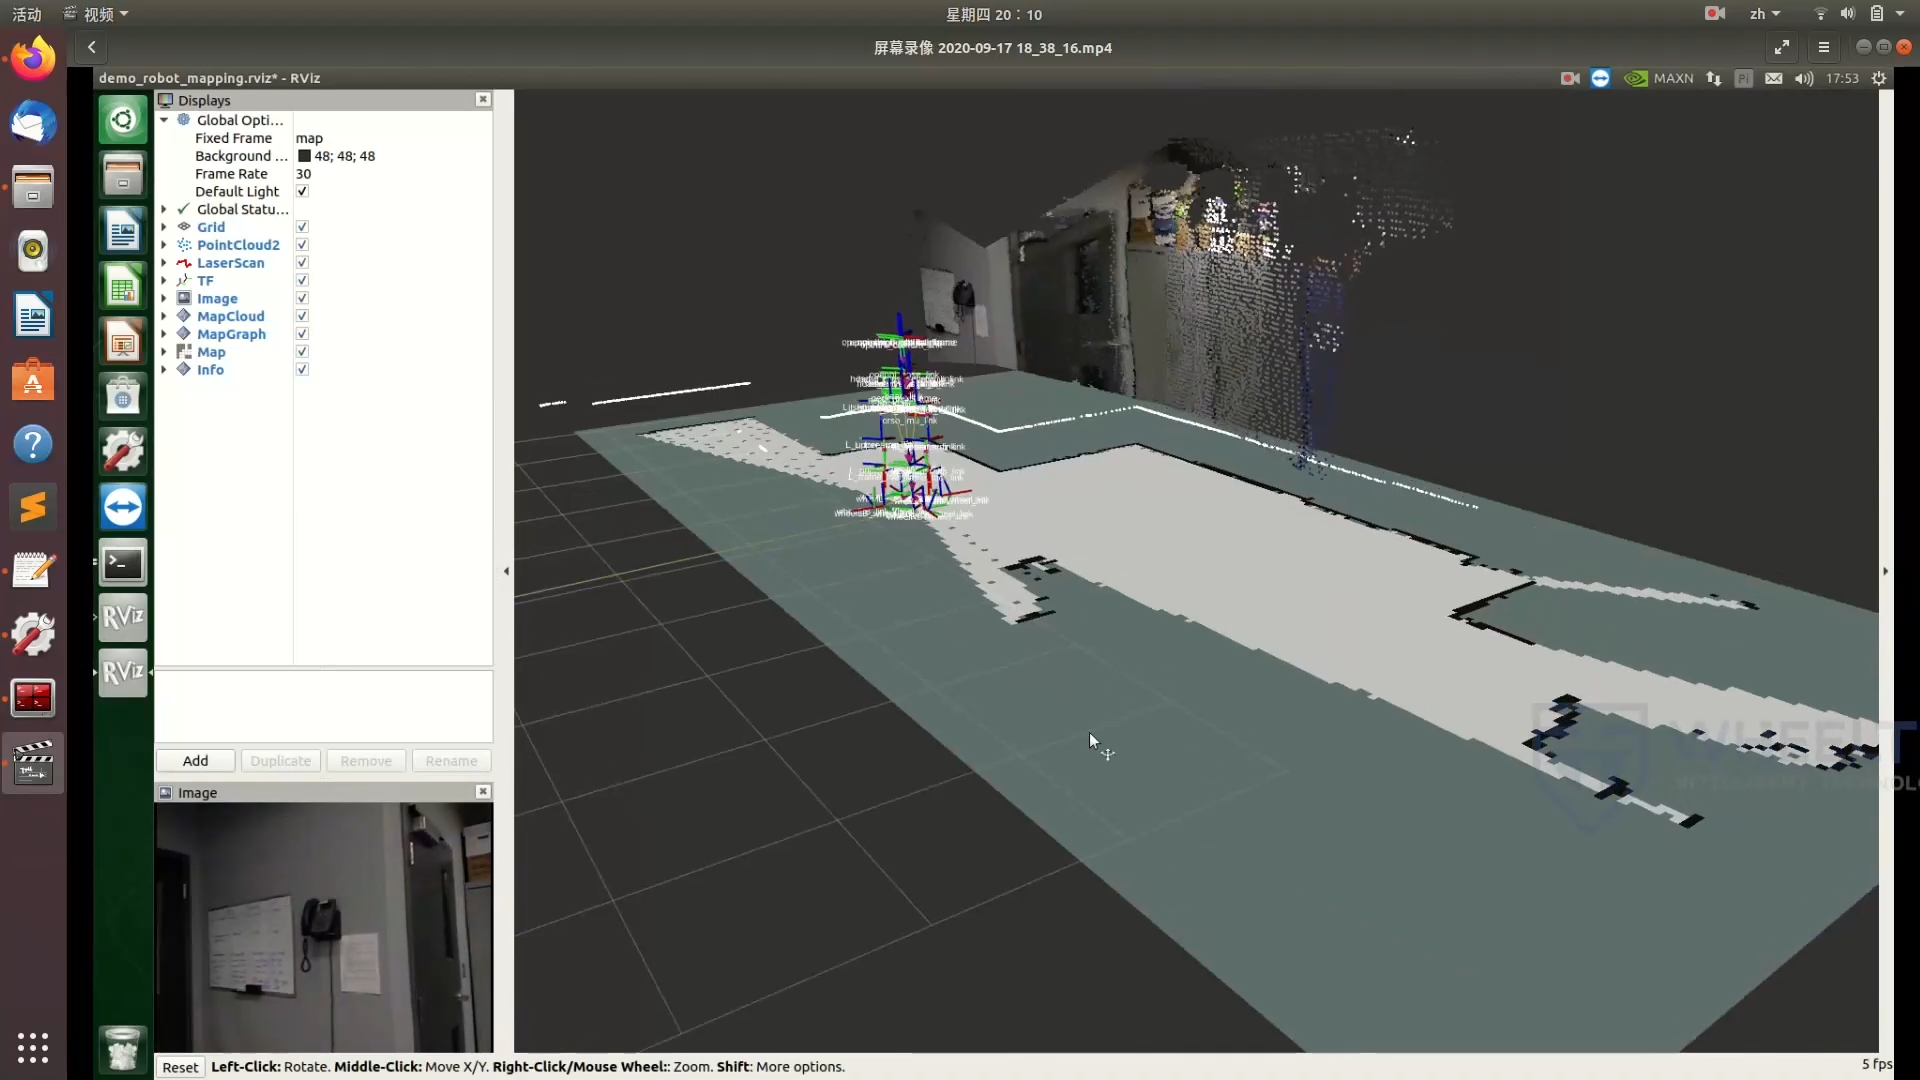 活动
视频
星期四 20：10
zh
屏幕录像 2020-09-17 18_38_16.mp4
demo_robot_mapping.rviz* - RViz
MAXN
17:53
Displays
Global Opti...
Fixed Frame
map
Background ...
48; 48; 48
Frame Rate
30
Default Light
Global Statu...
Grid
PointCloud2
LaserScan
TF
Image
MapCloud
MapGraph
Map
Info
RViz
RViz
Add
Duplicate
Remove
Rename
Image
Reset
Left-Click: Rotate. Middle-Click: Move X/Y. Right-Click/Mouse Wheel:: Zoom. Shift: More options.
5 fps